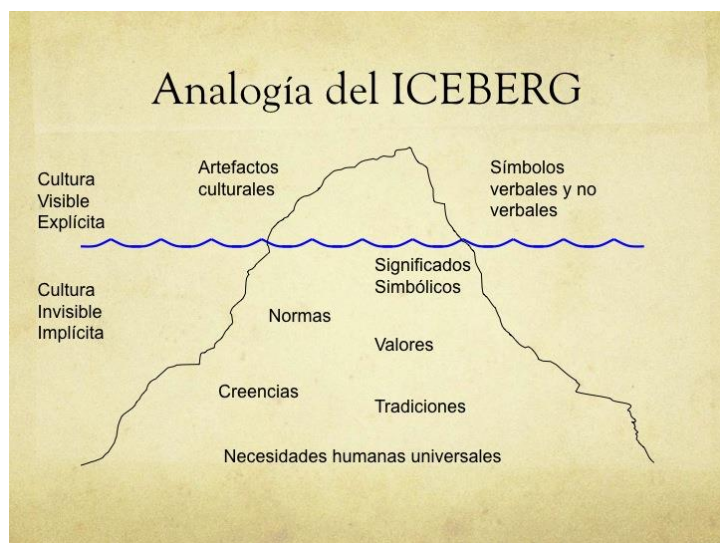 Analogía del ICEBERG
Cultura
Visible
Explícita
Artefactos
culturales
Símbolos
verbales y no
verbales
Cultura
Invisible
Implícita
Significados
Simbólicos
Normas
Valores
Creencias
Tradiciones
Necesidades humanas universales